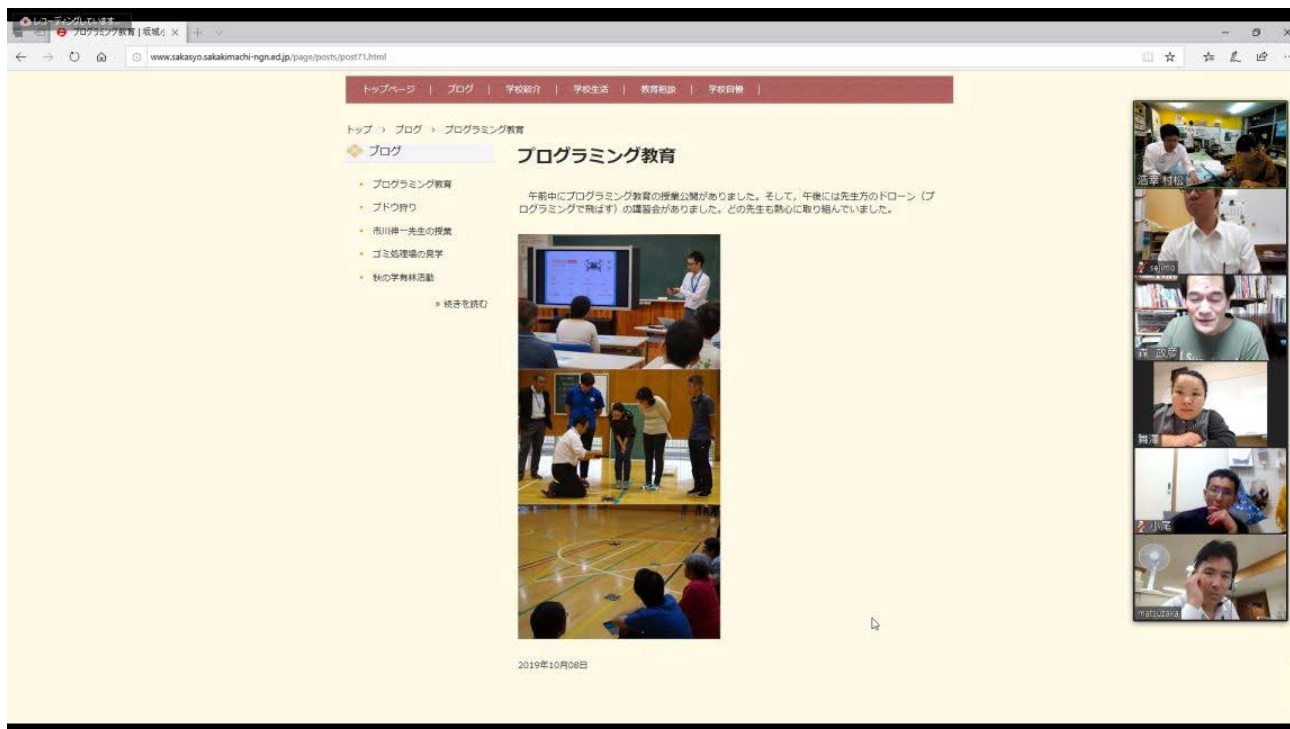 レコーディングしています...
プログラミング教育 | 坂城小
www.sakasyo.sakakimachi-ngn.ed.jp/page/posts/post71.html
トップページ | ブログ | 学校紹介 | 学校生活 | 教育相談 | 学校自慢 |
トップ > ブログ > プログラミング教育
ブログ
プログラミング教育
ブドウ狩り
市川伸一先生の授業
ゴミ処理場の見学
秋の学有林活動
» 続きを読む
プログラミング教育
午前中にプログラミング教育の授業公開がありました。そして，午後には先生方のドローン（プ
ログラミングで飛ばす）の講習会がありました。どの先生も熱心に取り組んでいました。
2019年10月08日
浩幸 村松
sejima
森 政彦
舞澤
小尾
matsuzaka